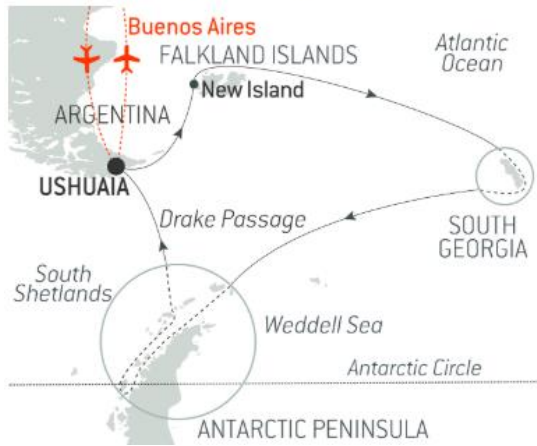 Buenos Aires
FALKLAND ISLANDS
Atlantic
Ocean
New Island
ARGENTINA
USHUAIA
Drake Passage
SOUTH
GEORGIA
South
Shetlands
Weddell Sea
Antarctic Circle
ANTARCTIC PENINSULA